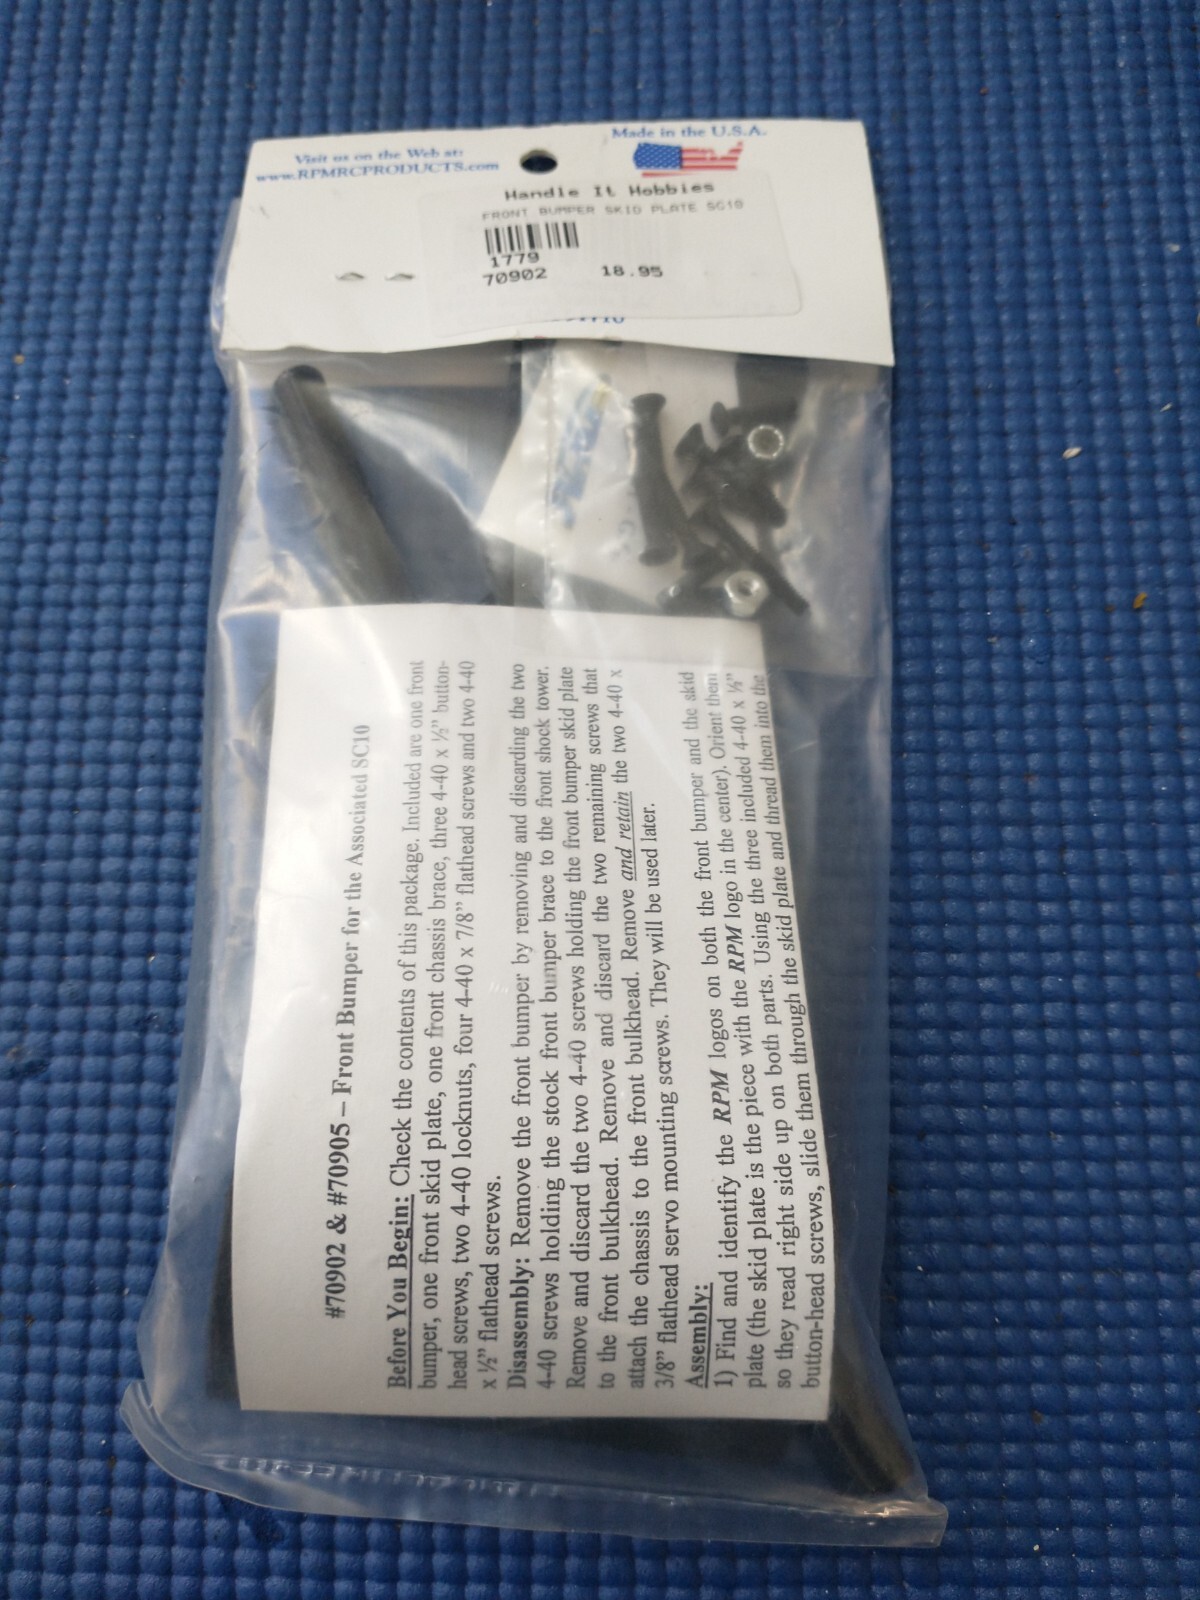 Visit us on the Web at:
www.RPMRCPRODUCTS.com
Made in the U.S.A.
Handle It Hobbies
FRONT BUMPER SKID PLATE SC10
1779
70902 18.95
#70902 & #70905 – Front Bumper for the Associated SC10
Before You Begin: Check the contents of this package. Included are one front
bumper, one front skid plate, one front chassis brace, three 4-40 x ½” button-
head screws, two 4-40 locknuts, four 4-40 x 7/8” flathead screws and two 4-40
x ½” flathead screws.
Disassembly: Remove the front bumper by removing and discarding the two
4-40 screws holding the stock front bumper brace to the front shock tower.
Remove and discard the two 4-40 screws holding the front bumper skid plate
to the front bulkhead. Remove and discard the two remaining screws that
attach the chassis to the front bulkhead. Remove and retain the two 4-40 x
3/8” flathead servo mounting screws. They will be used later.
Assembly:
1) Find and identify the RPM logos on both the front bumper and the skid
plate (the skid plate is the piece with the RPM logo in the center). Orient them
so they read right side up on both parts. Using the three included 4-40 x ½”
button-head screws, slide them through the skid plate and thread them into the